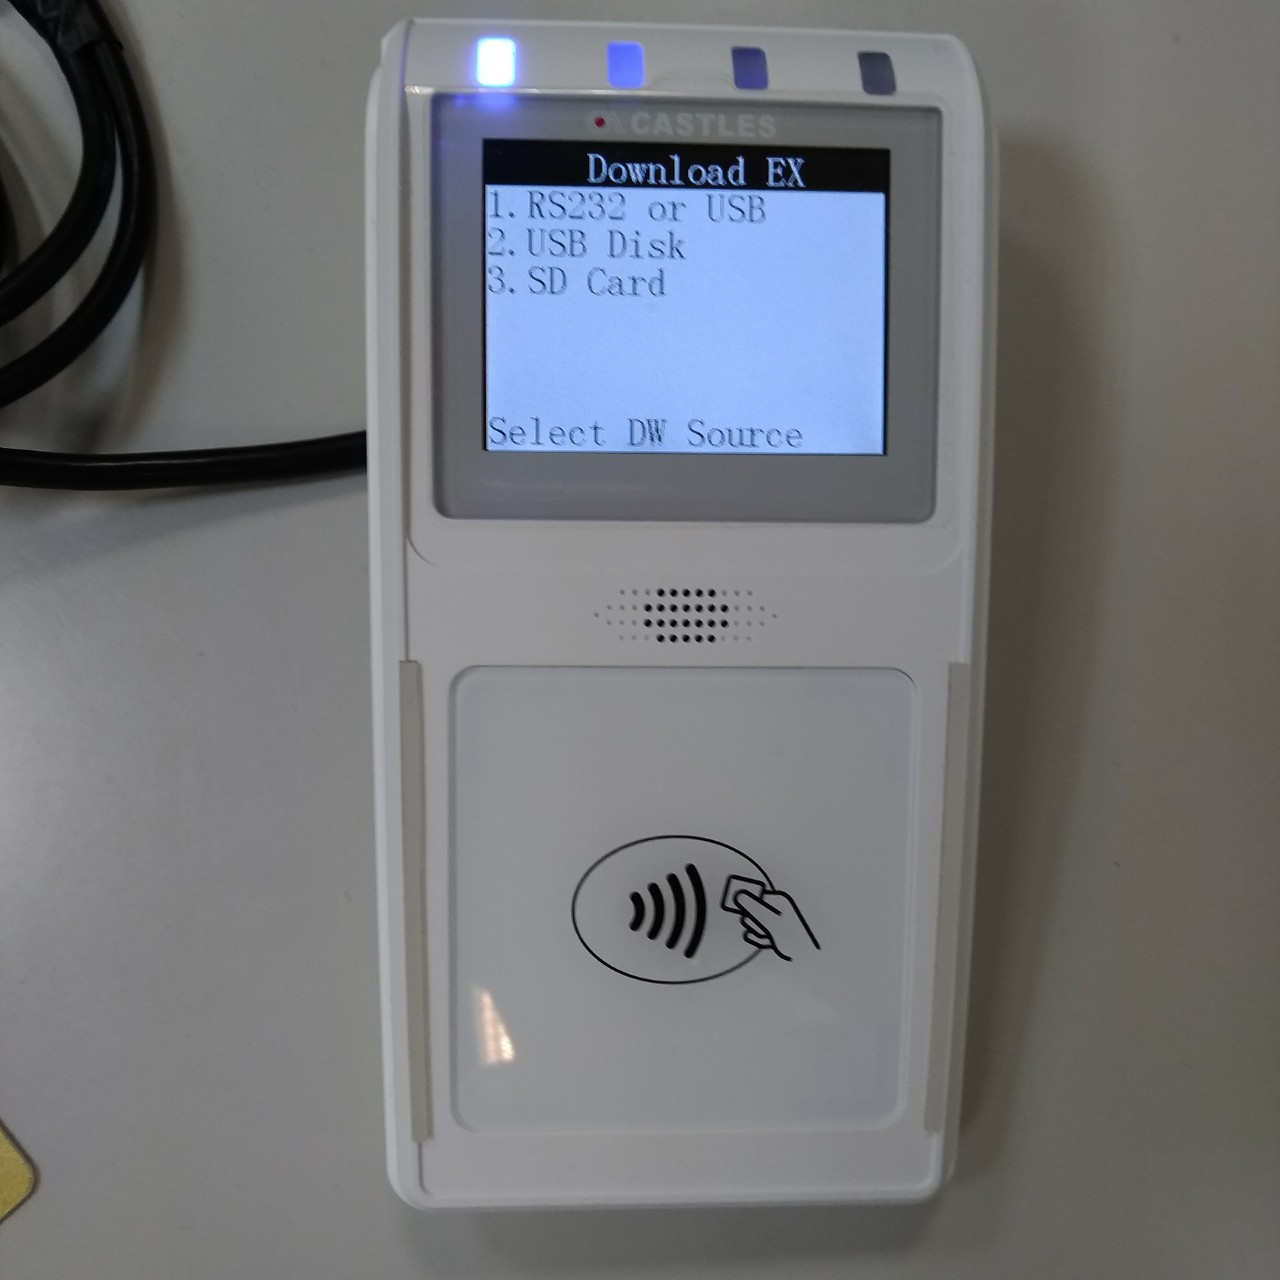 CASTLES
Download EX
1. RS232 or USB
2. USB Disk
3. SD Card
Select DW Source